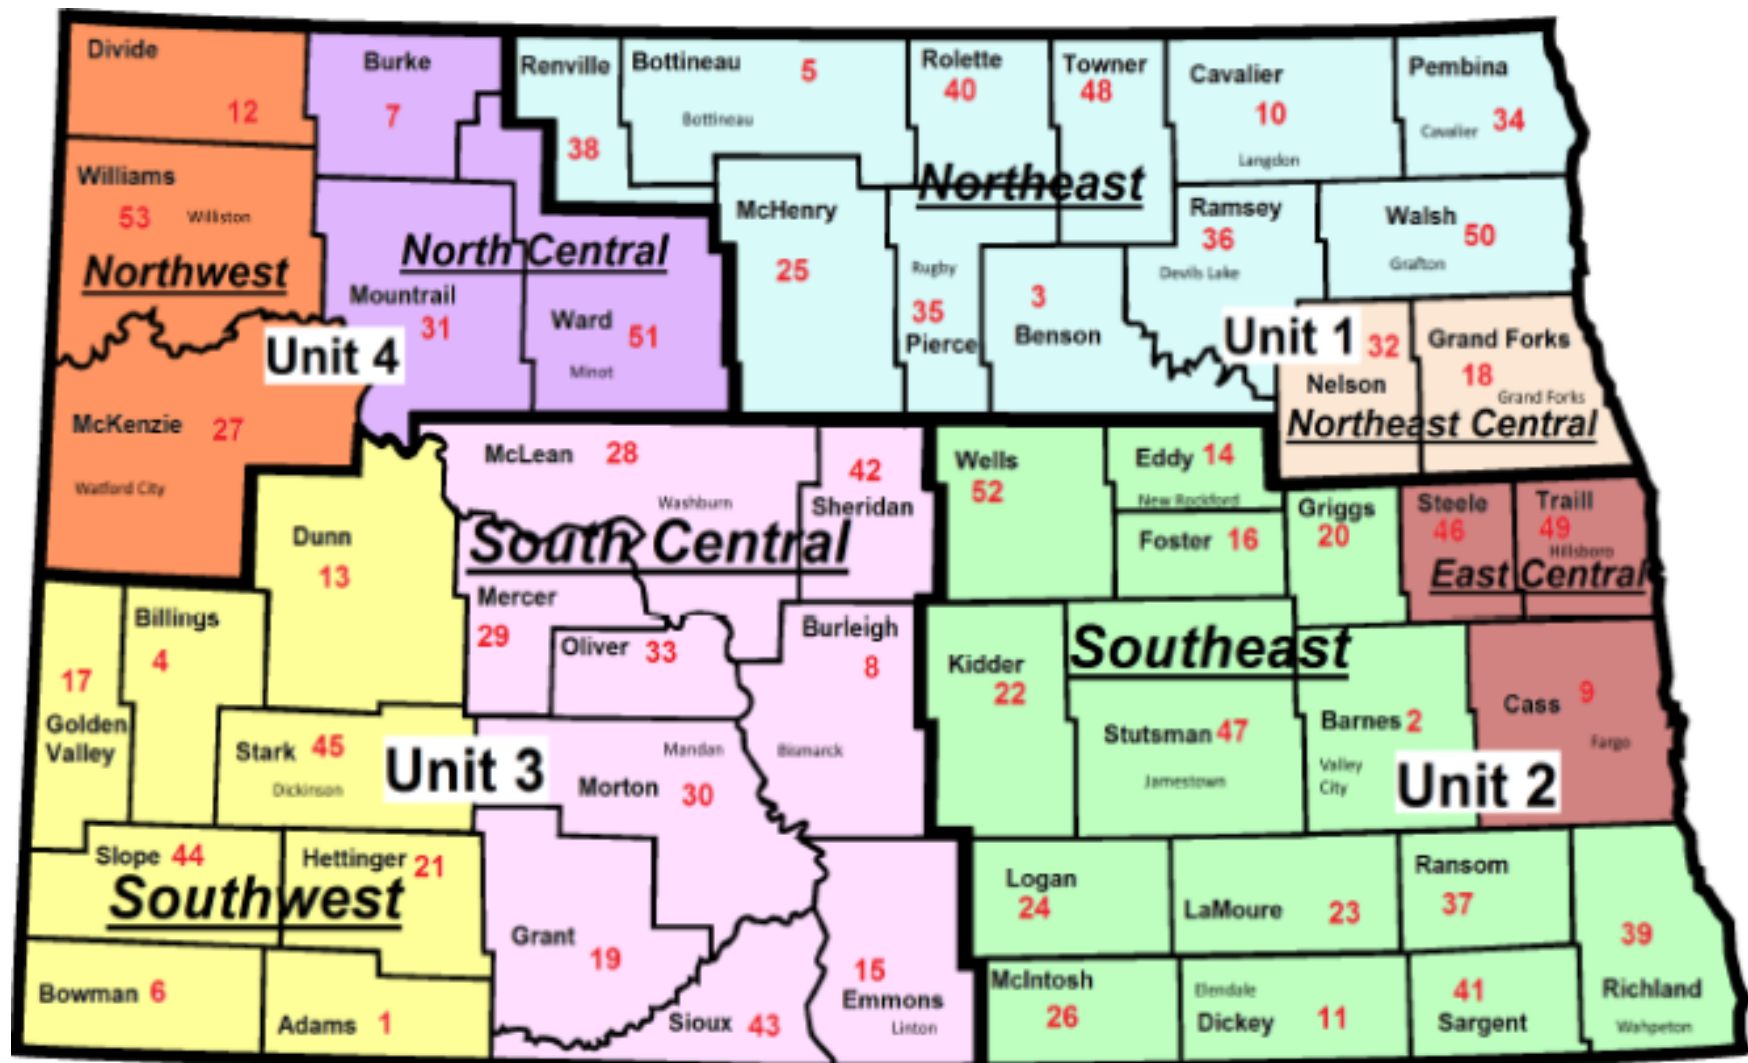 Divide
12
Burke
7
Renville
38
Bottineau
5
Bottineau
Rolette
40
Towner
48
Cavalier
10
Langdon
Pembina
Cavalier
34
Williams
53
Williston
Northwest
North Central
Mountrail
31
Ward
51
Minot
McHenry
25
Northeast
Rugby
35
Pierce
3
Benson
Ramsey
36
Devils Lake
Walsh
50
Grafton
Unit 4
Unit 1
32
Nelson
Grand Forks
18
Grand Forks
Northeast Central
McKenzie
27
Watford City
McLean
28
Washburn
42
Sheridan
South Central
Wells
52
Eddy
14
New Rockford
Foster
16
Griggs
20
Steele
46
Traill
49
Hillsboro
East Central
Dunn
13
Mercer
29
Oliver
33
Burleigh
8
Bismarck
Kidder
22
Southeast
Stutsman
47
Jamestown
Barnes
2
Valley
City
Cass
9
Fargo
Unit 2
Billings
4
17
Golden
Valley
Stark
45
Dickinson
Unit 3
Mandan
Morton
30
Slope
44
Hettinger
21
Southwest
Grant
19
Bowman
6
Adams
1
Sioux
43
15
Emmons
Linton
Logan
24
LaMoure
23
Ransom
37
39
Richland
Wahpeton
McIntosh
26
Elendale
Dickey
11
41
Sargent